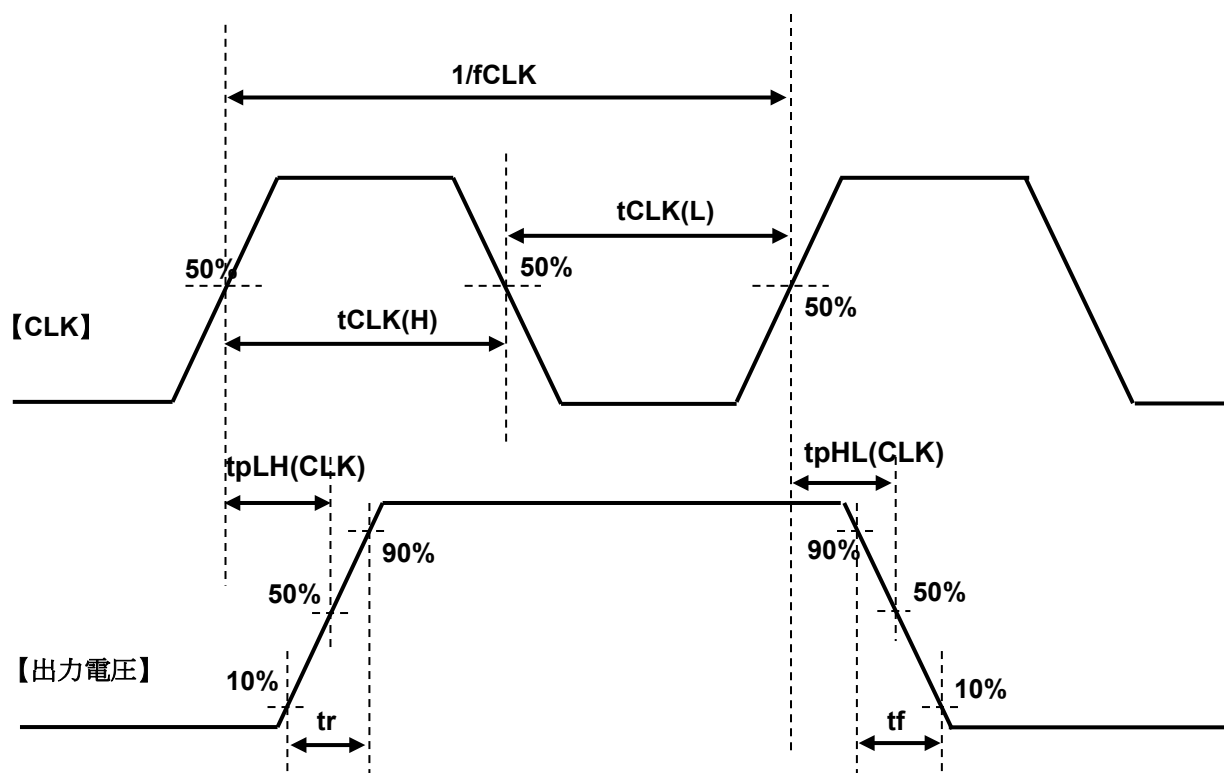 1/fCLK
tCLK(L)
50%
50%
50%
tCLK(H)
【CLK】
tpLH(CLK)
tpHL(CLK)
90%
90%
50%
50%
【出力電圧】
10%
10%
tr
tf